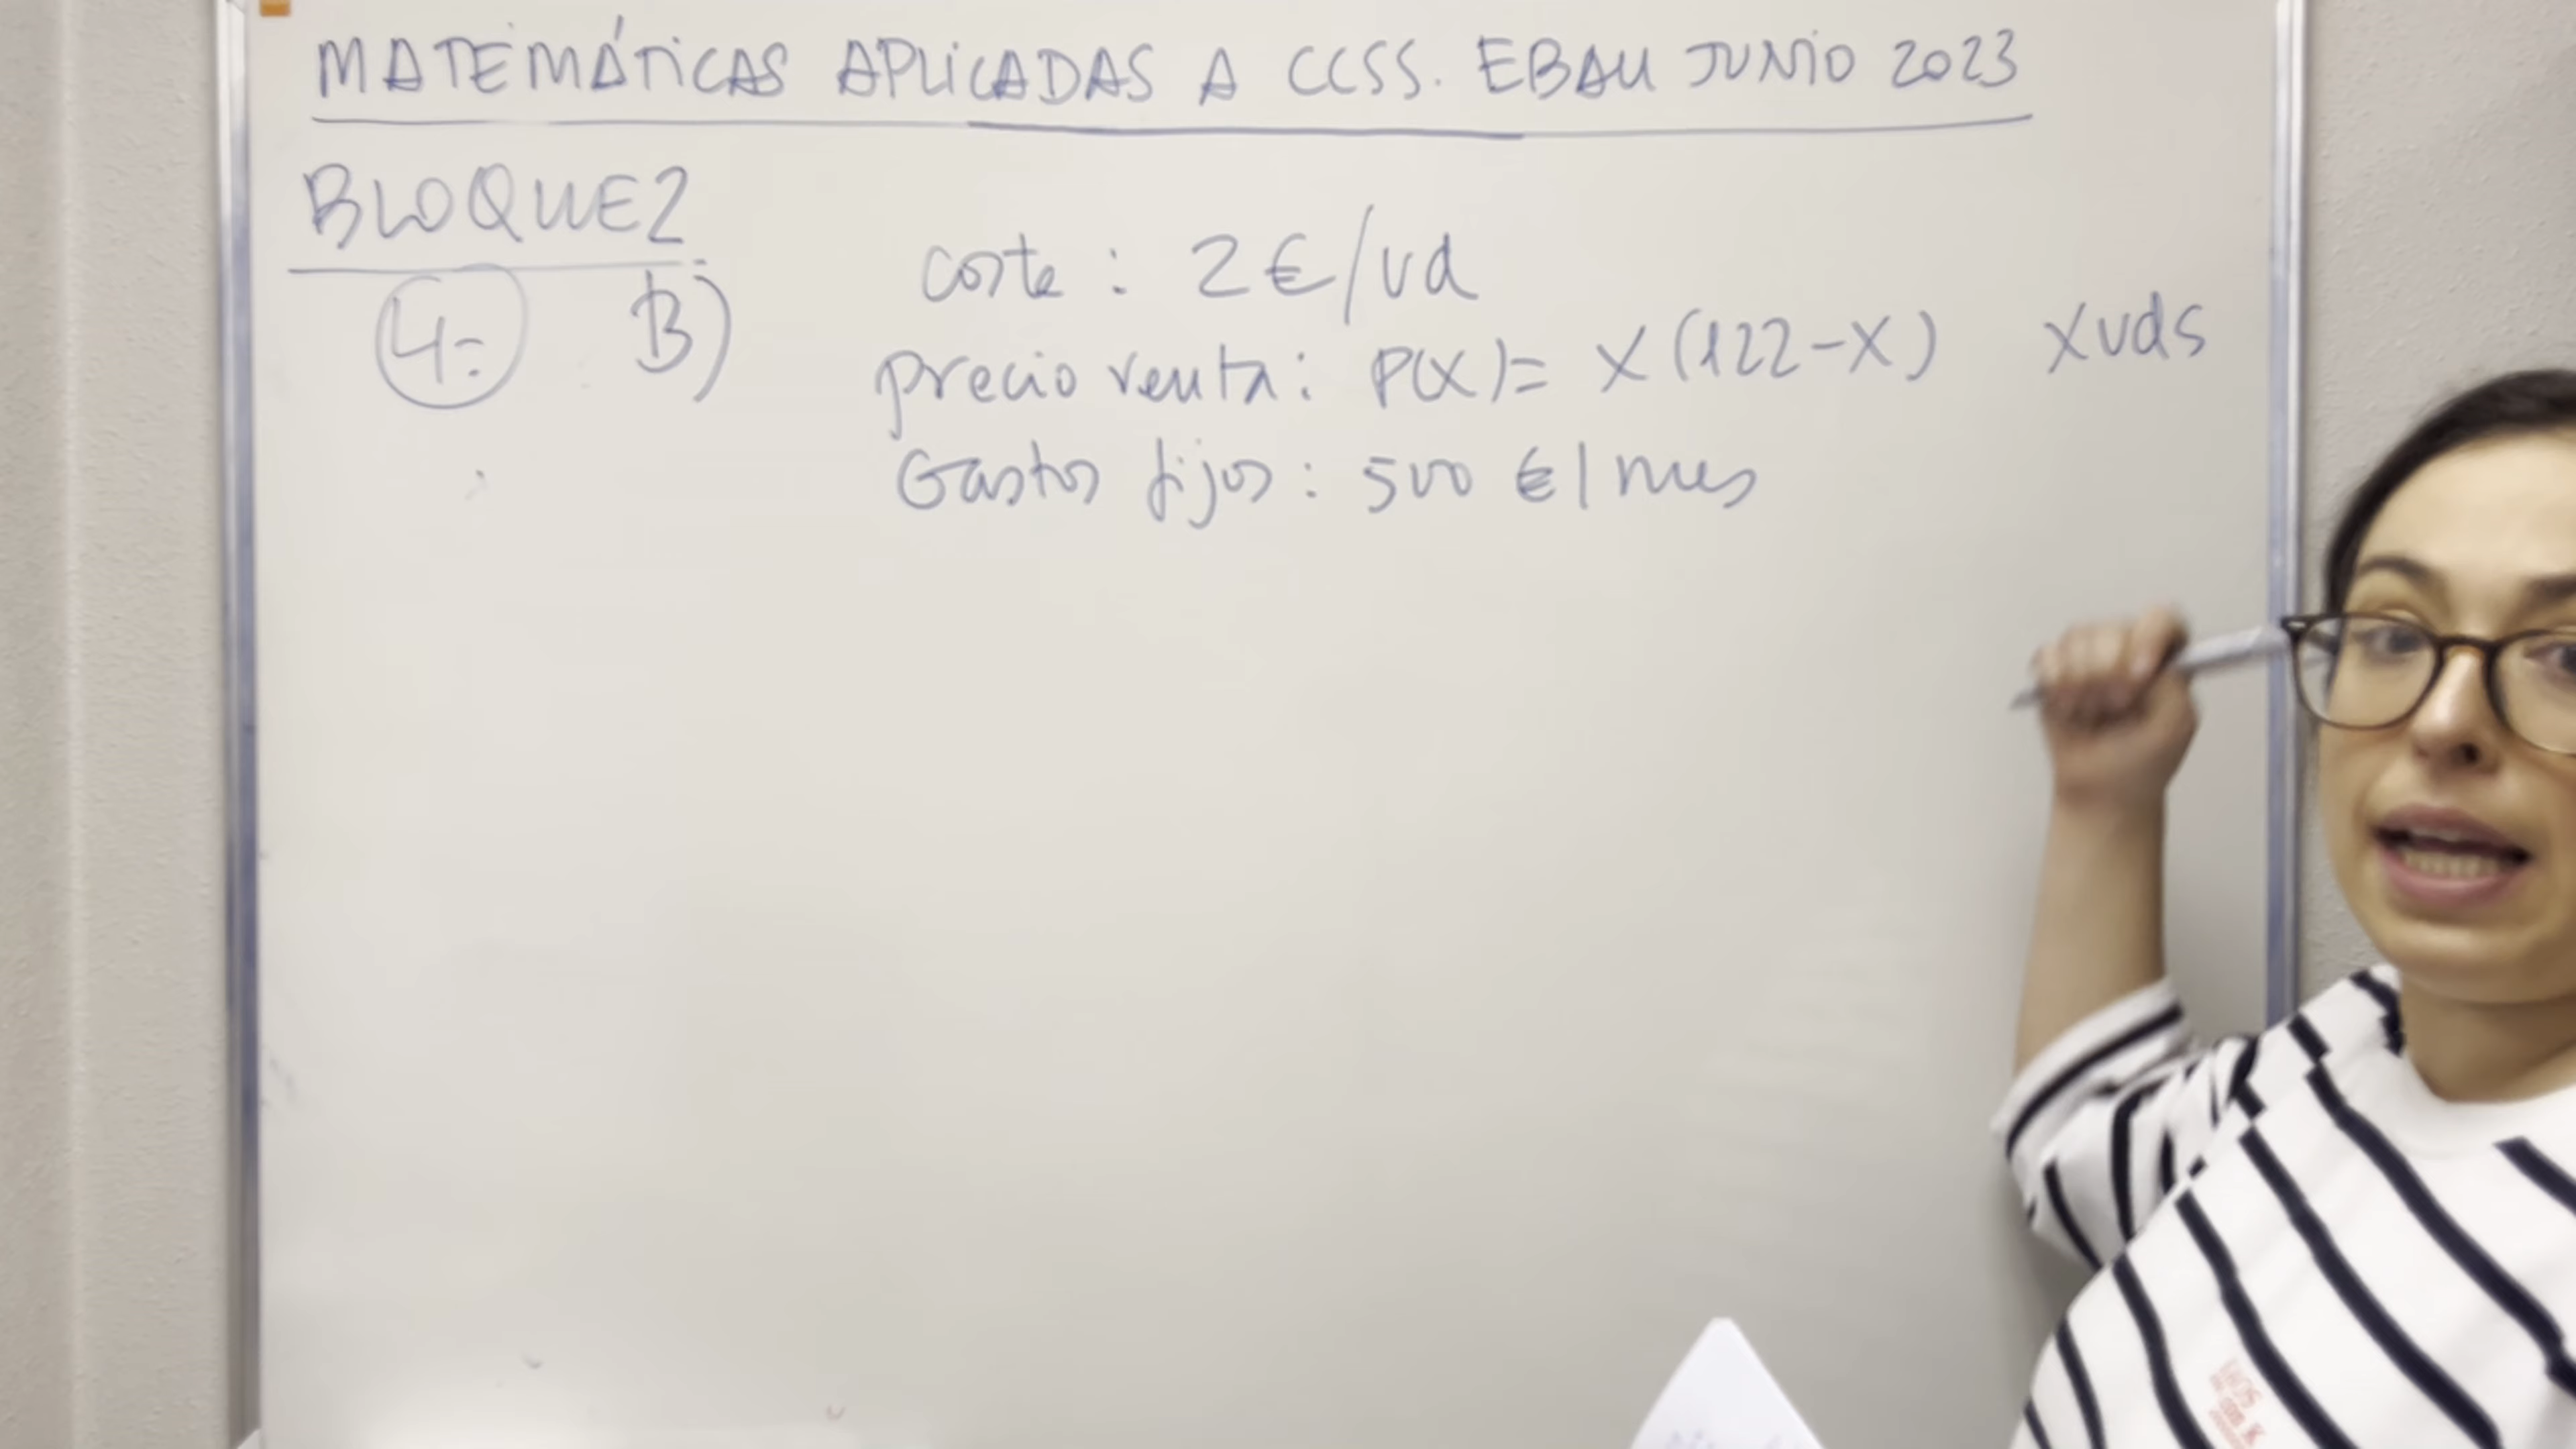 MATEMÁTICAS APLICADAS A CCSS. EBAU JUNIO 2023
BLOQUE 2
4.- B)
coste : 2€/ud
precio venta: P(x)= x(122-x) x uds
Gastos fijos: 500 €/mes